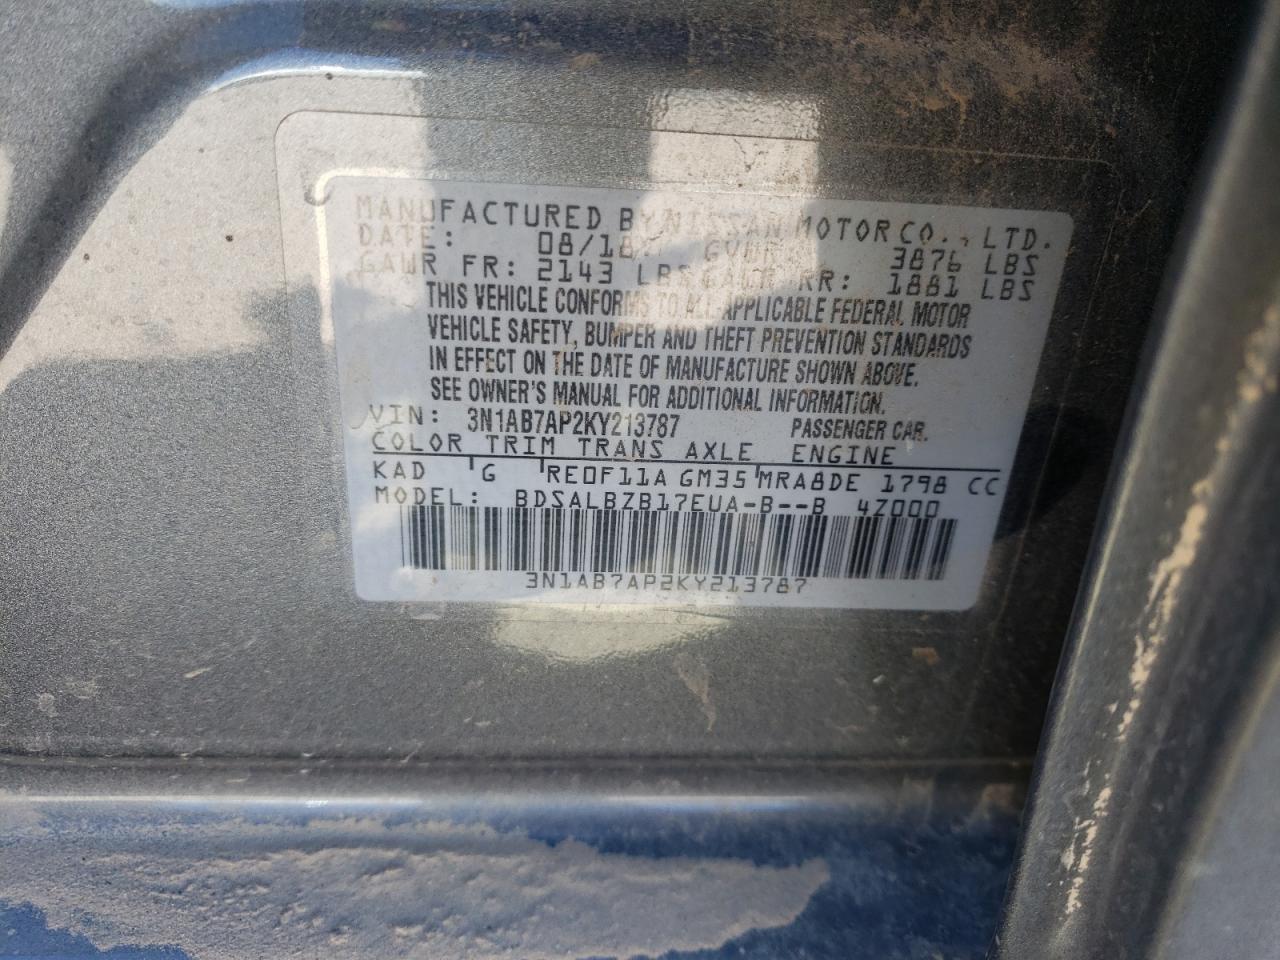 MANUFACTURED BY NISSAN MOTOR CO., LTD.
DATE: 08/18 GVWR 3876 LBS
GAWR FR: 2143 LBS GAWR RR: 1881 LBS
THIS VEHICLE CONFORMS TO ALL APPLICABLE FEDERAL MOTOR
VEHICLE SAFETY, BUMPER AND THEFT PREVENTION STANDARDS
IN EFFECT ON THE DATE OF MANUFACTURE SHOWN ABOVE.
SEE OWNER'S MANUAL FOR ADDITIONAL INFORMATION.
VIN: 3N1AB7AP2KY213787 PASSENGER CAR.
COLOR TRIM TRANS AXLE ENGINE
KAD G RE0F11A GM35 MRA8DE 1798 CC
MODEL: BDSALBZB17EUA-B--B 4Z000
3N1AB7AP2KY213787